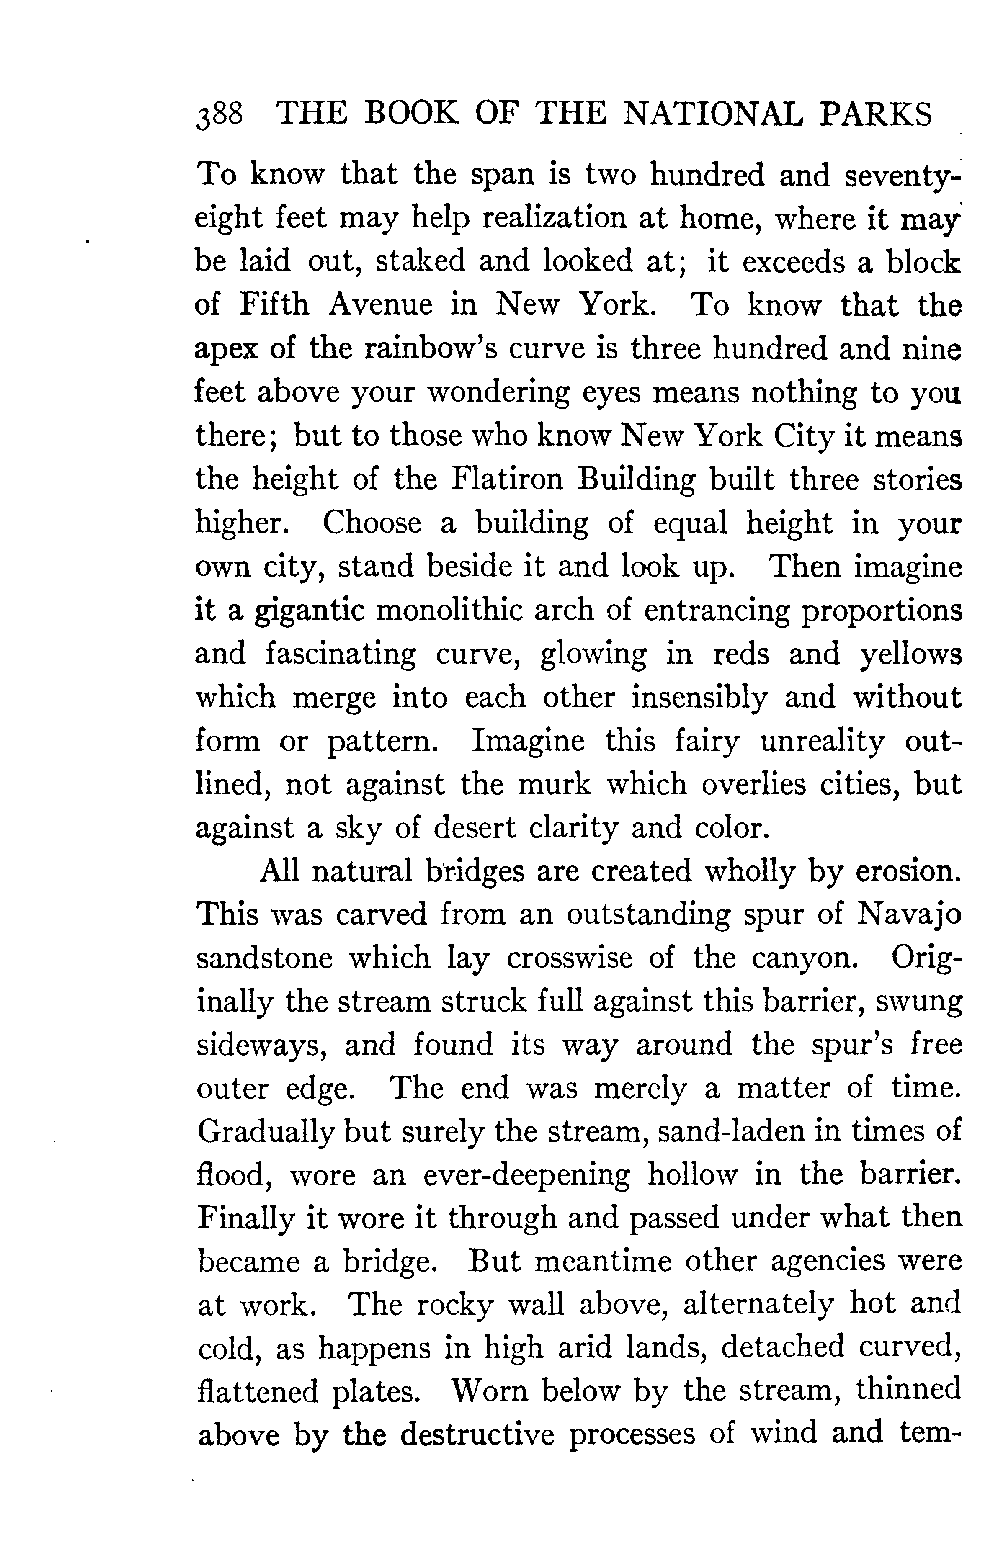 388 THE BOOK OF THE NATIONAL PARKS
To know that the span is two hundred and seventy-
eight feet may help realization at home, where it may
be laid out, staked and looked at; it exceeds a block
of Fifth Avenue in New York. To know that the
apex of the rainbow's curve is three hundred and nine
feet above your wondering eyes means nothing to you
there; but to those who know New York City it means
the height of the Flatiron Building built three stories
higher. Choose a building of equal height in your
own city, stand beside it and look up. Then imagine
it a gigantic monolithic arch of entrancing proportions
and fascinating curve, glowing in reds and yellows
which merge into each other insensibly and without
form or pattern. Imagine this fairy unreality out-
lined, not against the murk which overlies cities, but
against a sky of desert clarity and color.
All natural bridges are created wholly by erosion.
This was carved from an outstanding spur of Navajo
sandstone which lay crosswise of the canyon. Orig-
inally the stream struck full against this barrier, swung
sideways, and found its way around the spur's free
outer edge. The end was merely a matter of time.
Gradually but surely the stream, sand-laden in times of
flood, wore an ever-deepening hollow in the barrier.
Finally it wore it through and passed under what then
became a bridge. But meantime other agencies were
at work. The rocky wall above, alternately hot and
cold, as happens in high arid lands, detached curved,
flattened plates. Worn below by the stream, thinned
above by the destructive processes of wind and tem-